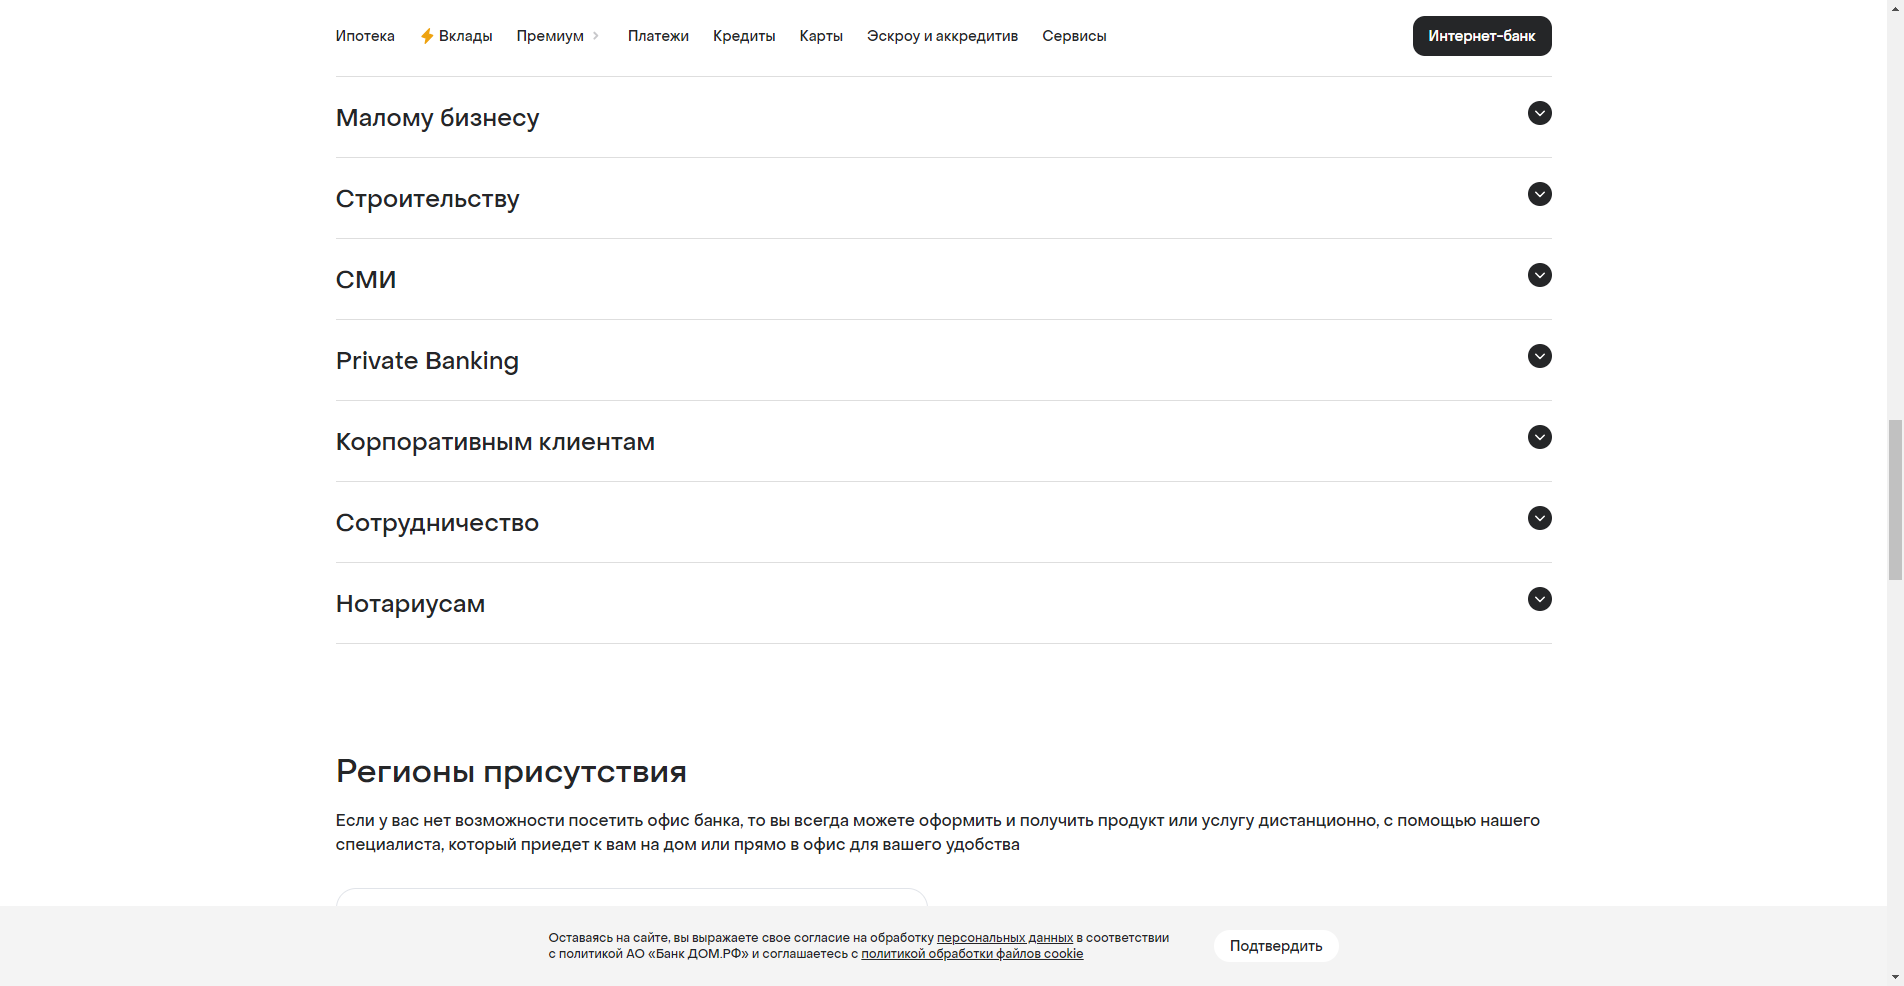 Ипотека Вклады Премиум Платежи Кредиты Карты Эскроу и аккредитив Сервисы Интернет-банк
Малому бизнесу
Строительству
СМИ
Private Banking
Корпоративным клиентам
Сотрудничество
Нотариусам
Регионы присутствия
Если у вас нет возможности посетить офис банка, то вы всегда можете оформить и получить продукт или услугу дистанционно, с помощью нашего
специалиста, который приедет к вам на дом или прямо в офис для вашего удобства
Оставаясь на сайте, вы выражаете свое согласие на обработку персональных данных в соответствии
с политикой АО «Банк ДОМ.РФ» и соглашаетесь с политикой обработки файлов cookie
Подтвердить